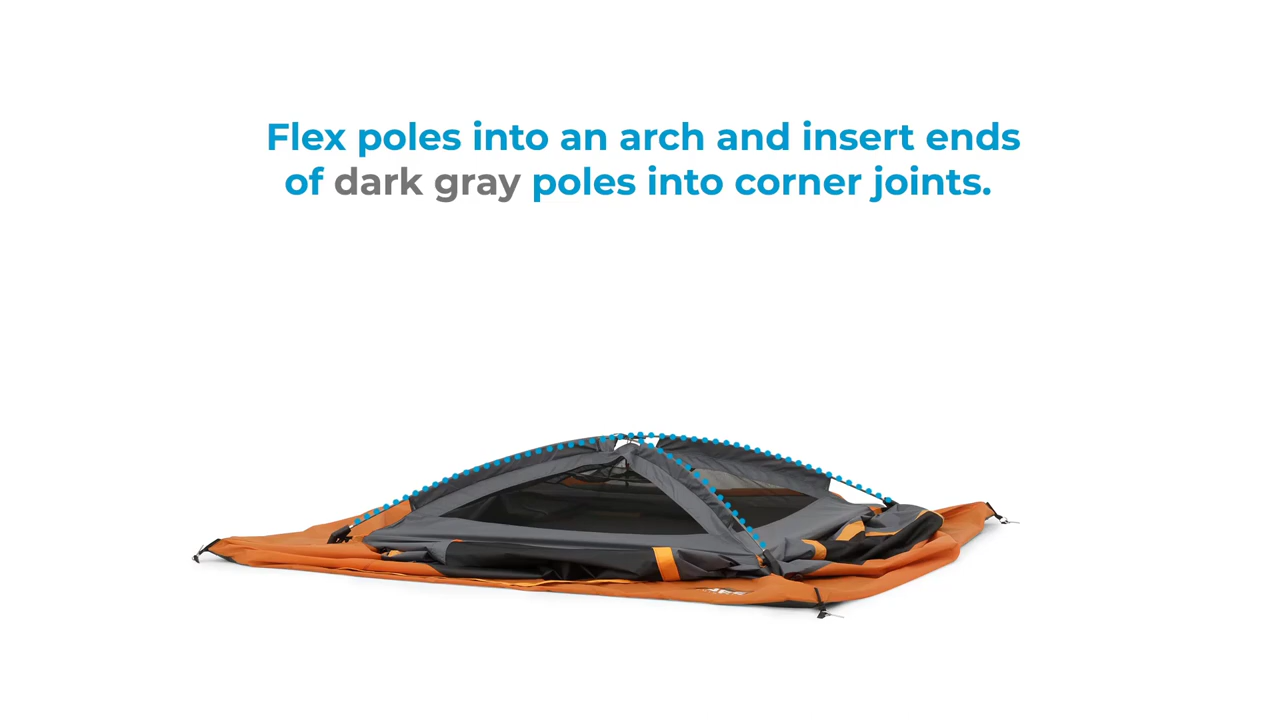 Flex poles into an arch and insert ends
of dark gray poles into corner joints.